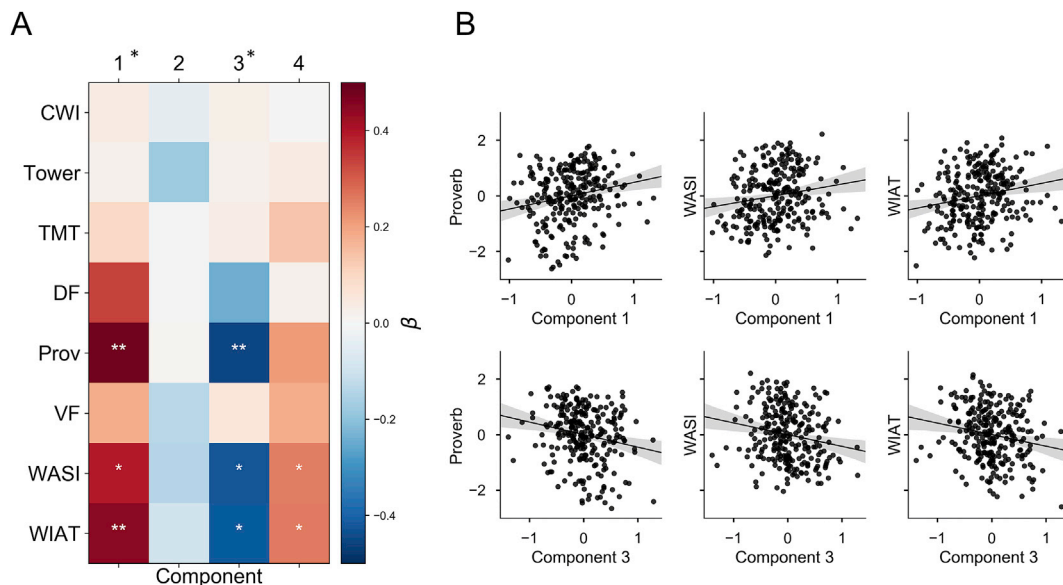 A
1 * 2 3 * 4
CWI
Tower
TMT
DF
Prov
VF
WASI
WIAT
** **
* * *
** * *
Component
0.4
0.2
0.0
−0.2
−0.4
β
B
Proverb
2
0
−2
−1 0 1
Component 1
WASI
−1 0 1
Component 1
WIAT
−1 0 1
Component 1
Proverb
2
0
−2
−1 0 1
Component 3
WASI
−1 0 1
Component 3
WIAT
−1 0 1
Component 3